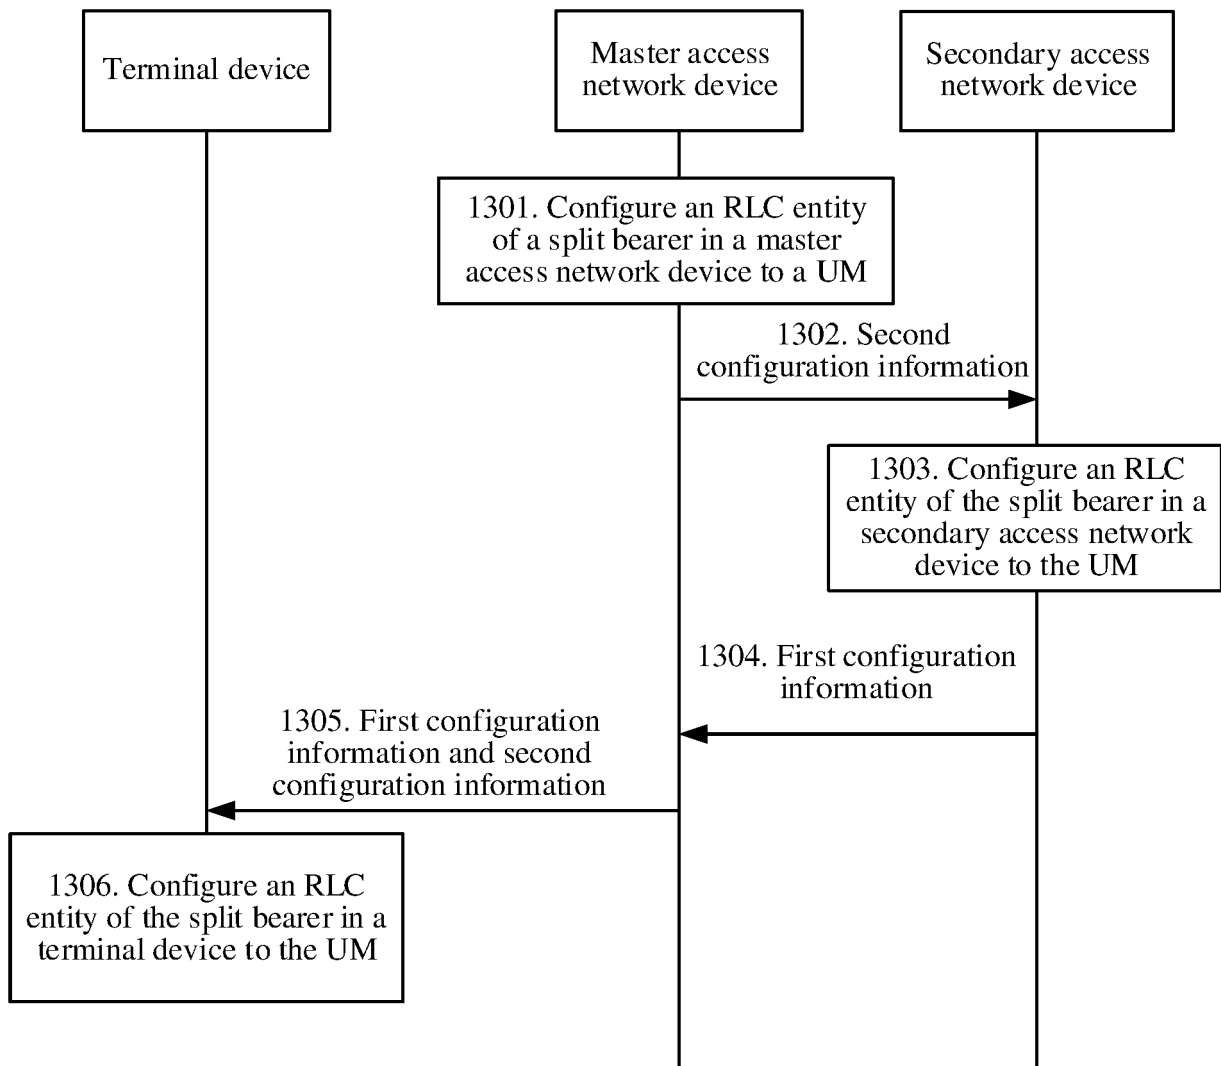 Terminal device
Master access
network device
Secondary access
network device
1301. Configure an RLC entity
of a split bearer in a master
access network device to a UM
1302. Second
configuration information
1303. Configure an RLC
entity of the split bearer in a
secondary access network
device to the UM
1304. First configuration
information
1305. First configuration
information and second
configuration information
1306. Configure an RLC
entity of the split bearer in a
terminal device to the UM